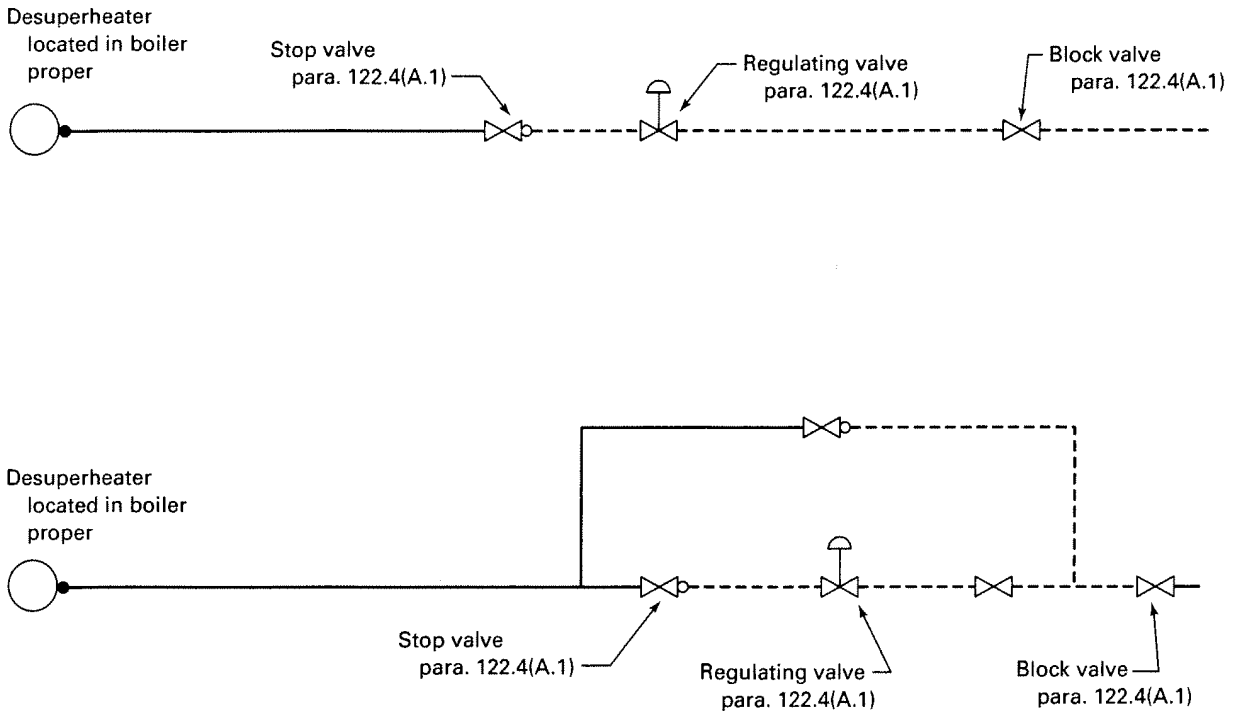 Desuperheater
located in boiler
proper
Stop valve
para. 122.4(A.1)
Regulating valve
para. 122.4(A.1)
Block valve
para. 122.4(A.1)
Desuperheater
located in boiler
proper
Stop valve
para. 122.4(A.1)
Regulating valve
para. 122.4(A.1)
Block valve
para. 122.4(A.1)